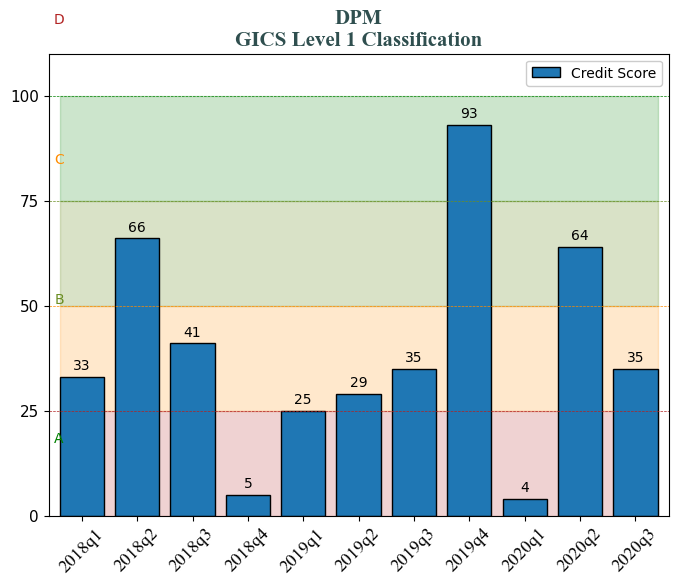 D
DPM
GICS Level 1 Classification
Credit Score
100
93
C
75
66
64
B
50
41
35
35
33
29
25
25
A
5
4
0
2018q1
2018q2
2018q3
2018q4
2019q1
2019q2
2019q3
2019q4
2020q1
2020q2
2020q3